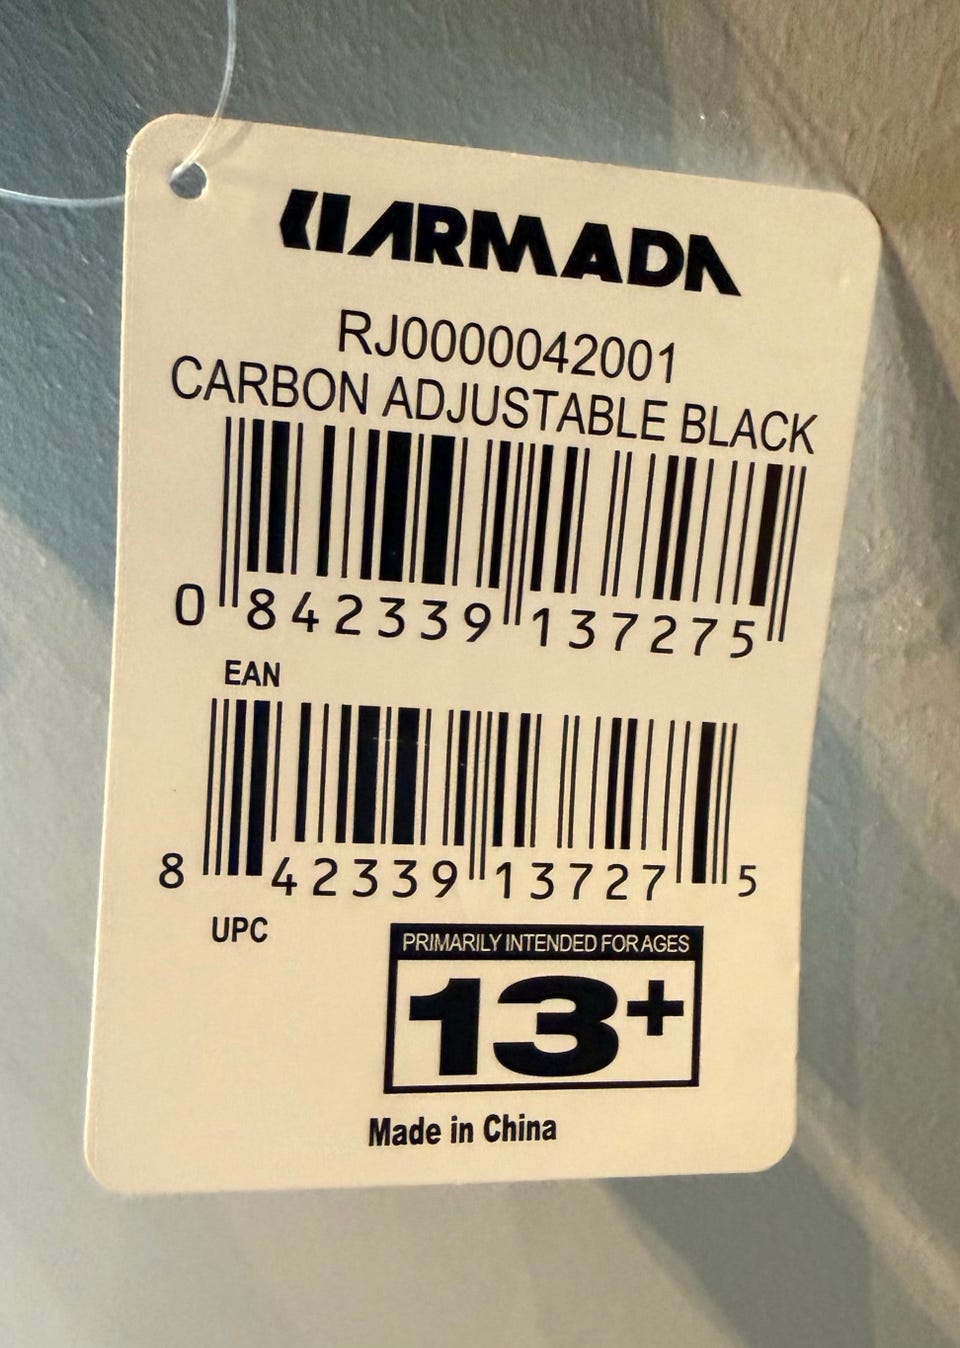 ARMADA
RJ0000042001
CARBON ADJUSTABLE BLACK
0 842339 137275
EAN
8 42339 13727 5
UPC
PRIMARILY INTENDED FOR AGES
13+
Made in China